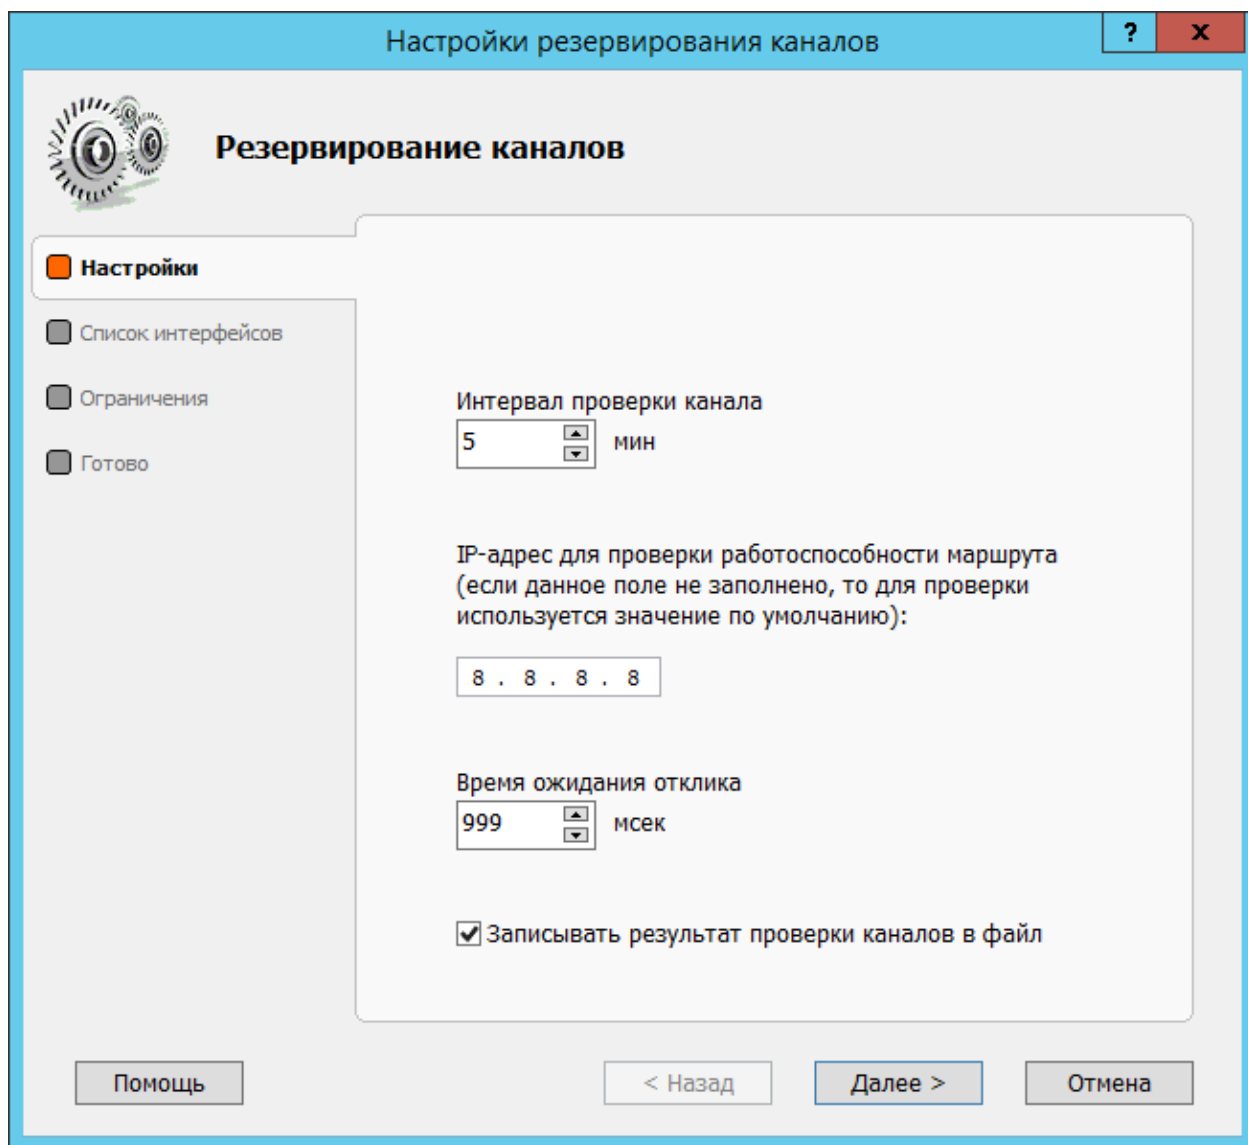 Настройки резервирования каналов
?
x
Резервирование каналов
Настройки
Список интерфейсов
Ограничения
Готово
Интервал проверки канала
5
мин
IP-адрес для проверки работоспособности маршрута
(если данное поле не заполнено, то для проверки
используется значение по умолчанию):
8 . 8 . 8 . 8
Время ожидания отклика
999
мсек
Записывать результат проверки каналов в файл
Помощь
< Назад
Далее >
Отмена